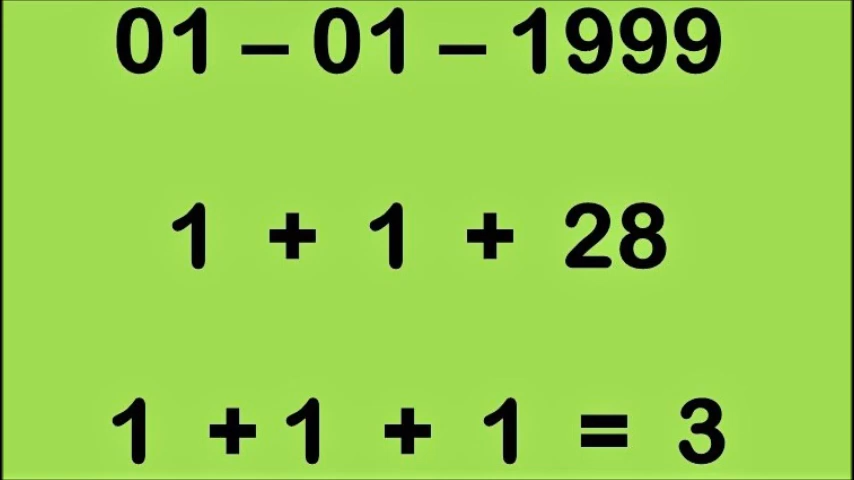 01 – 01 – 1999
1 + 1 + 28
1 + 1 + 1 = 3